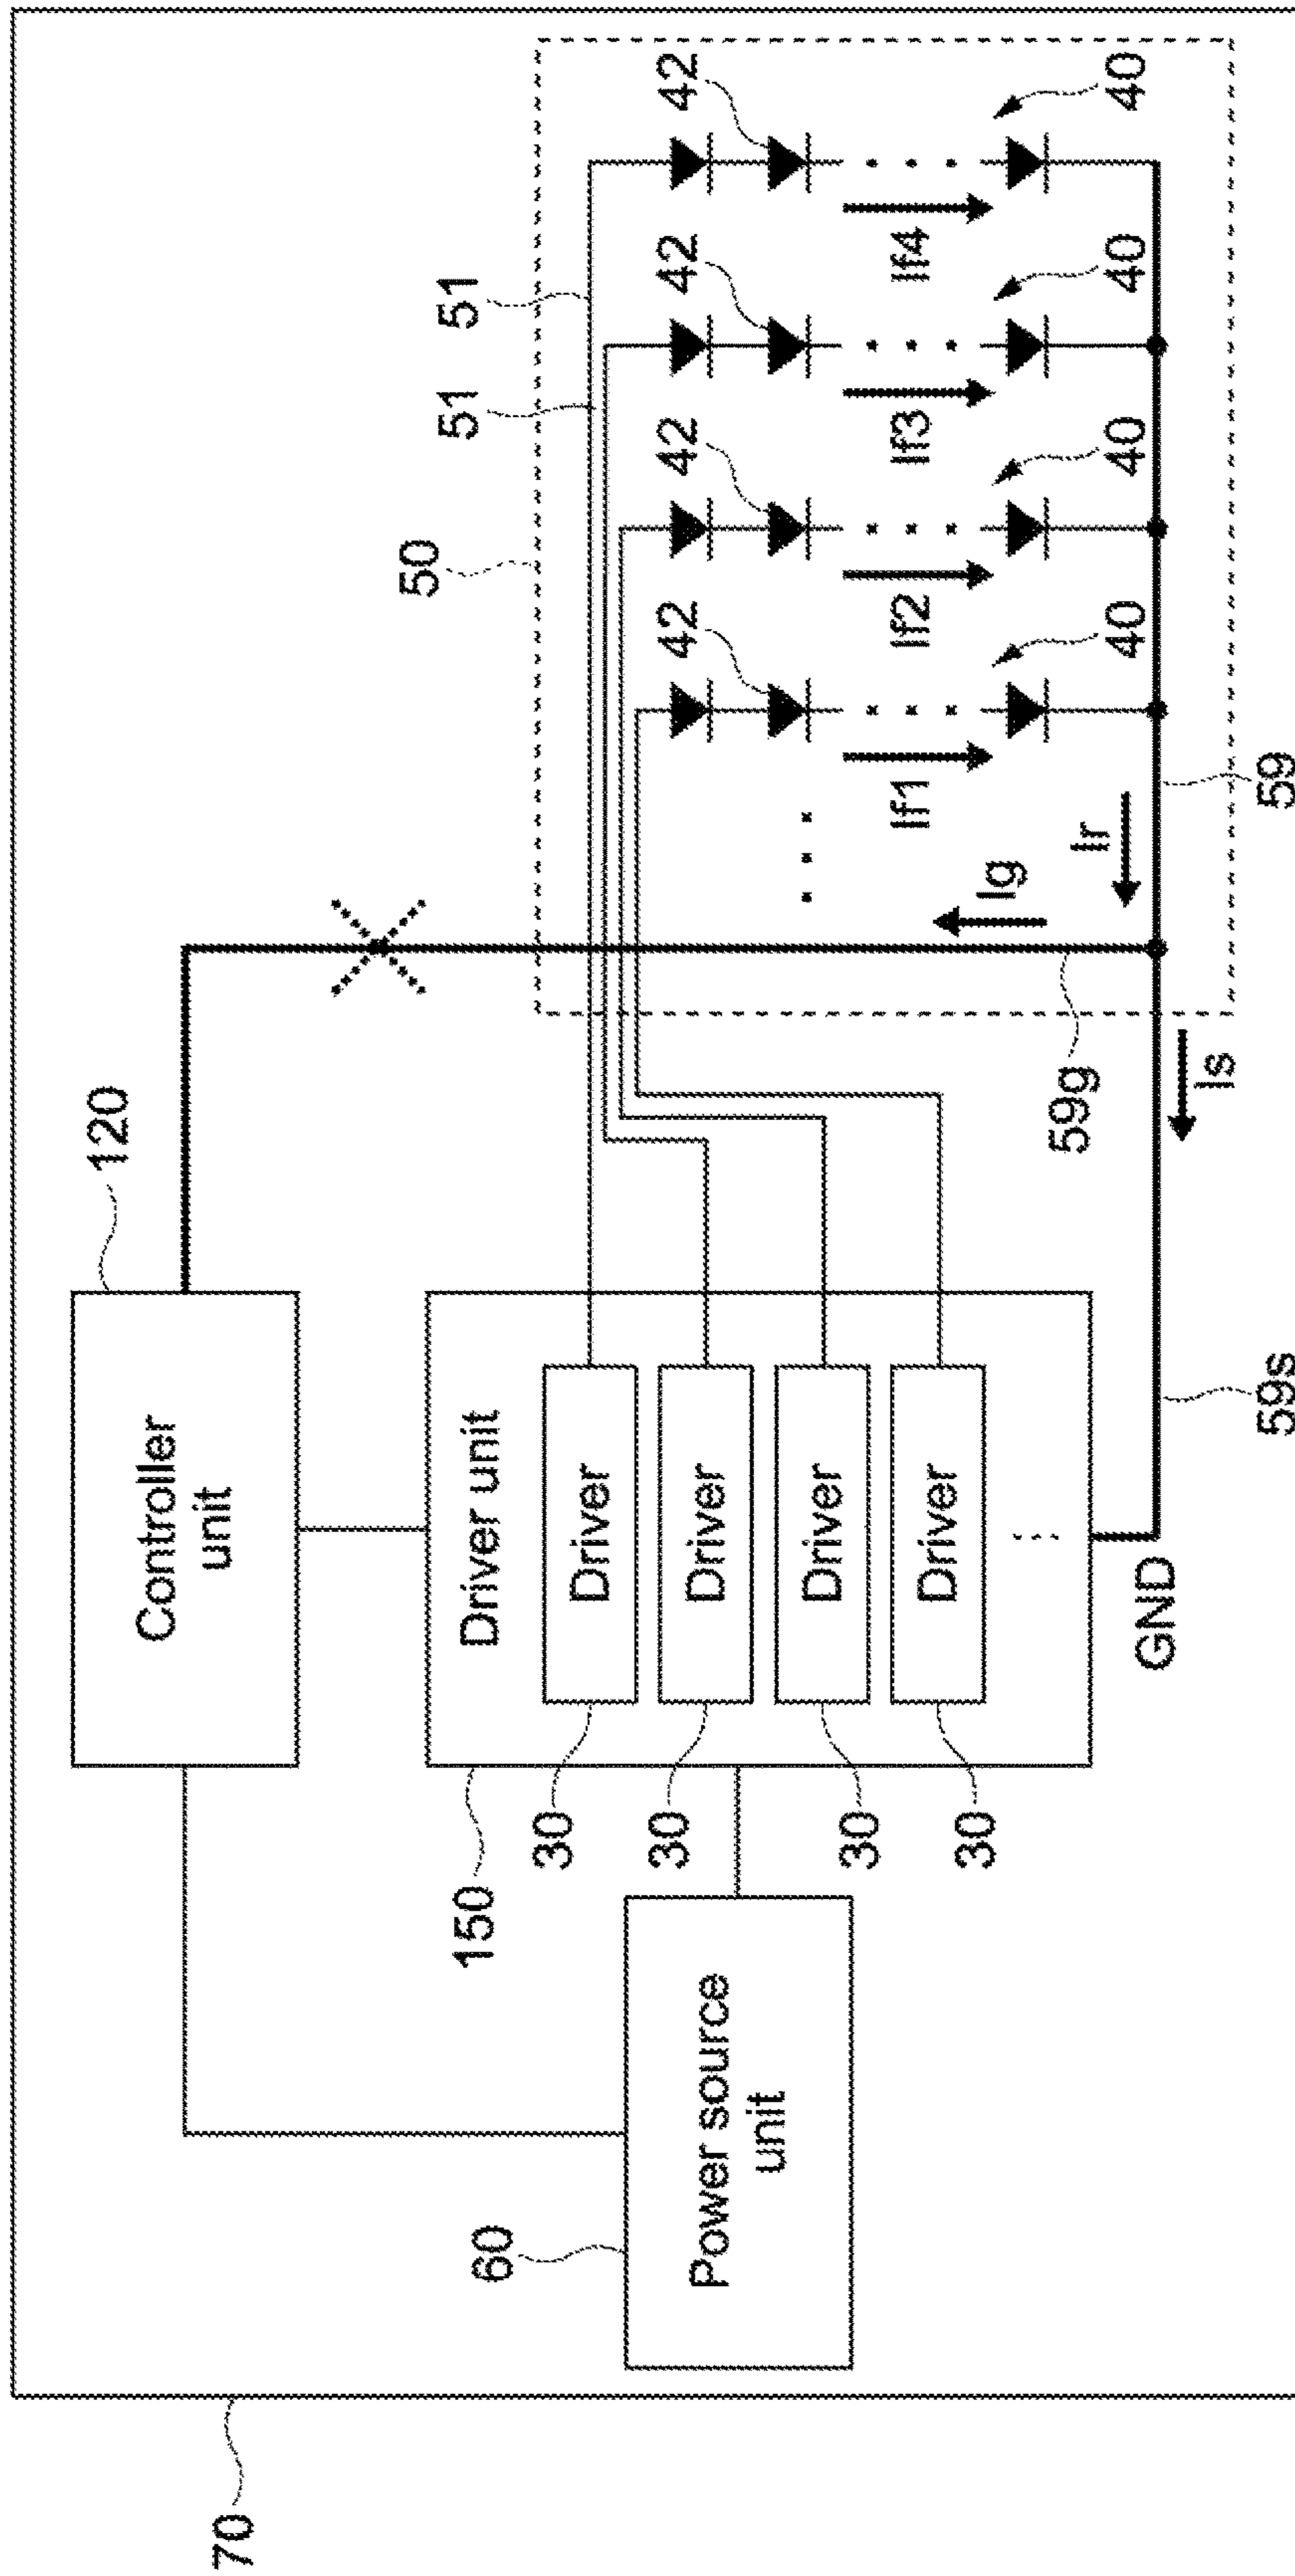 70
60
Power source
unit
120
Controller
unit
150
Driver unit
Driver
Driver
Driver
Driver
30
30
30
30
GND
59s
Is
59g
59
Ig
Ir
50
51
51
42
42
42
42
If1
If2
If3
If4
40
40
40
40